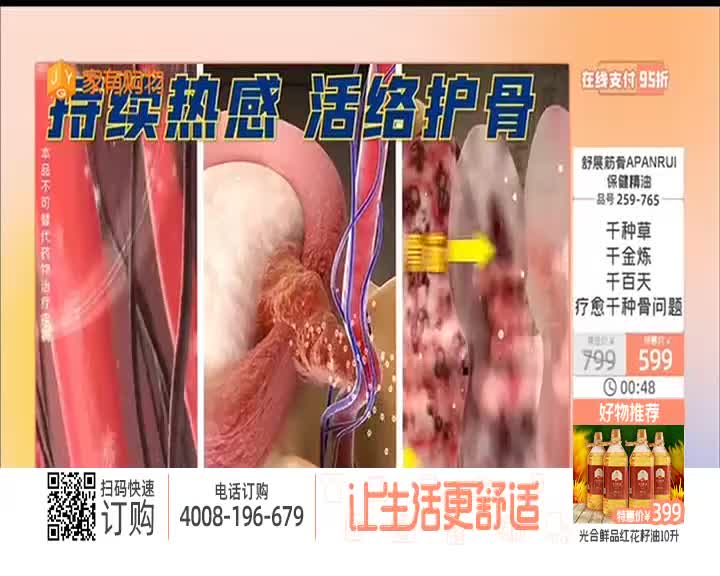 家有购物
持续热感 活络护骨
本品不可替代药物治疗疾病
在线支付 95折
舒展筋骨APANRUI
保健精油
品号 259-765
千种草
千金炼
千百天
疗愈千种骨问题
799
特惠价¥
599
00:48
好物推荐
特惠价¥399
光合鲜品红花籽油10升
扫码快速
订购
电话订购
4008-196-679
让生活更舒适